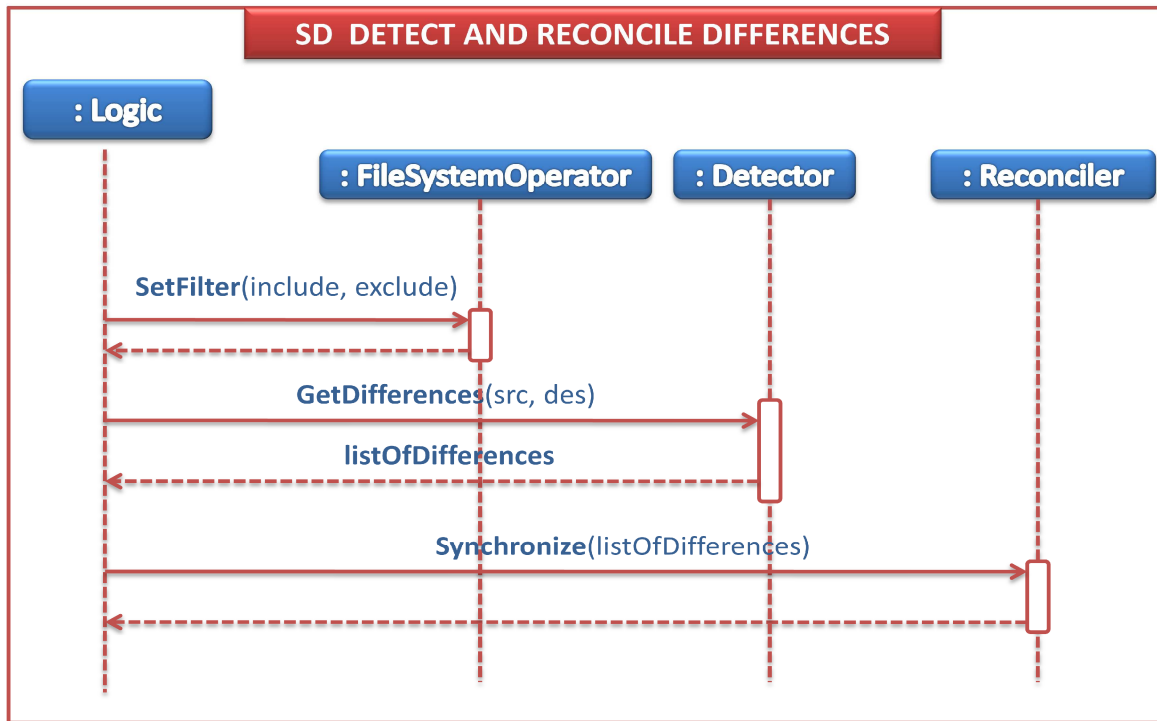 SD DETECT AND RECONCILE DIFFERENCES
: Logic
: FileSystemOperator
: Detector
: Reconciler
SetFilter(include, exclude)
GetDifferences(src, des)
listOfDifferences
Synchronize(listOfDifferences)